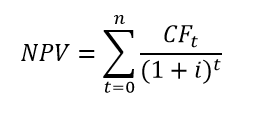 NPV = \sum_{t=0}^{n} \frac{CF_t}{(1 + i)^t}